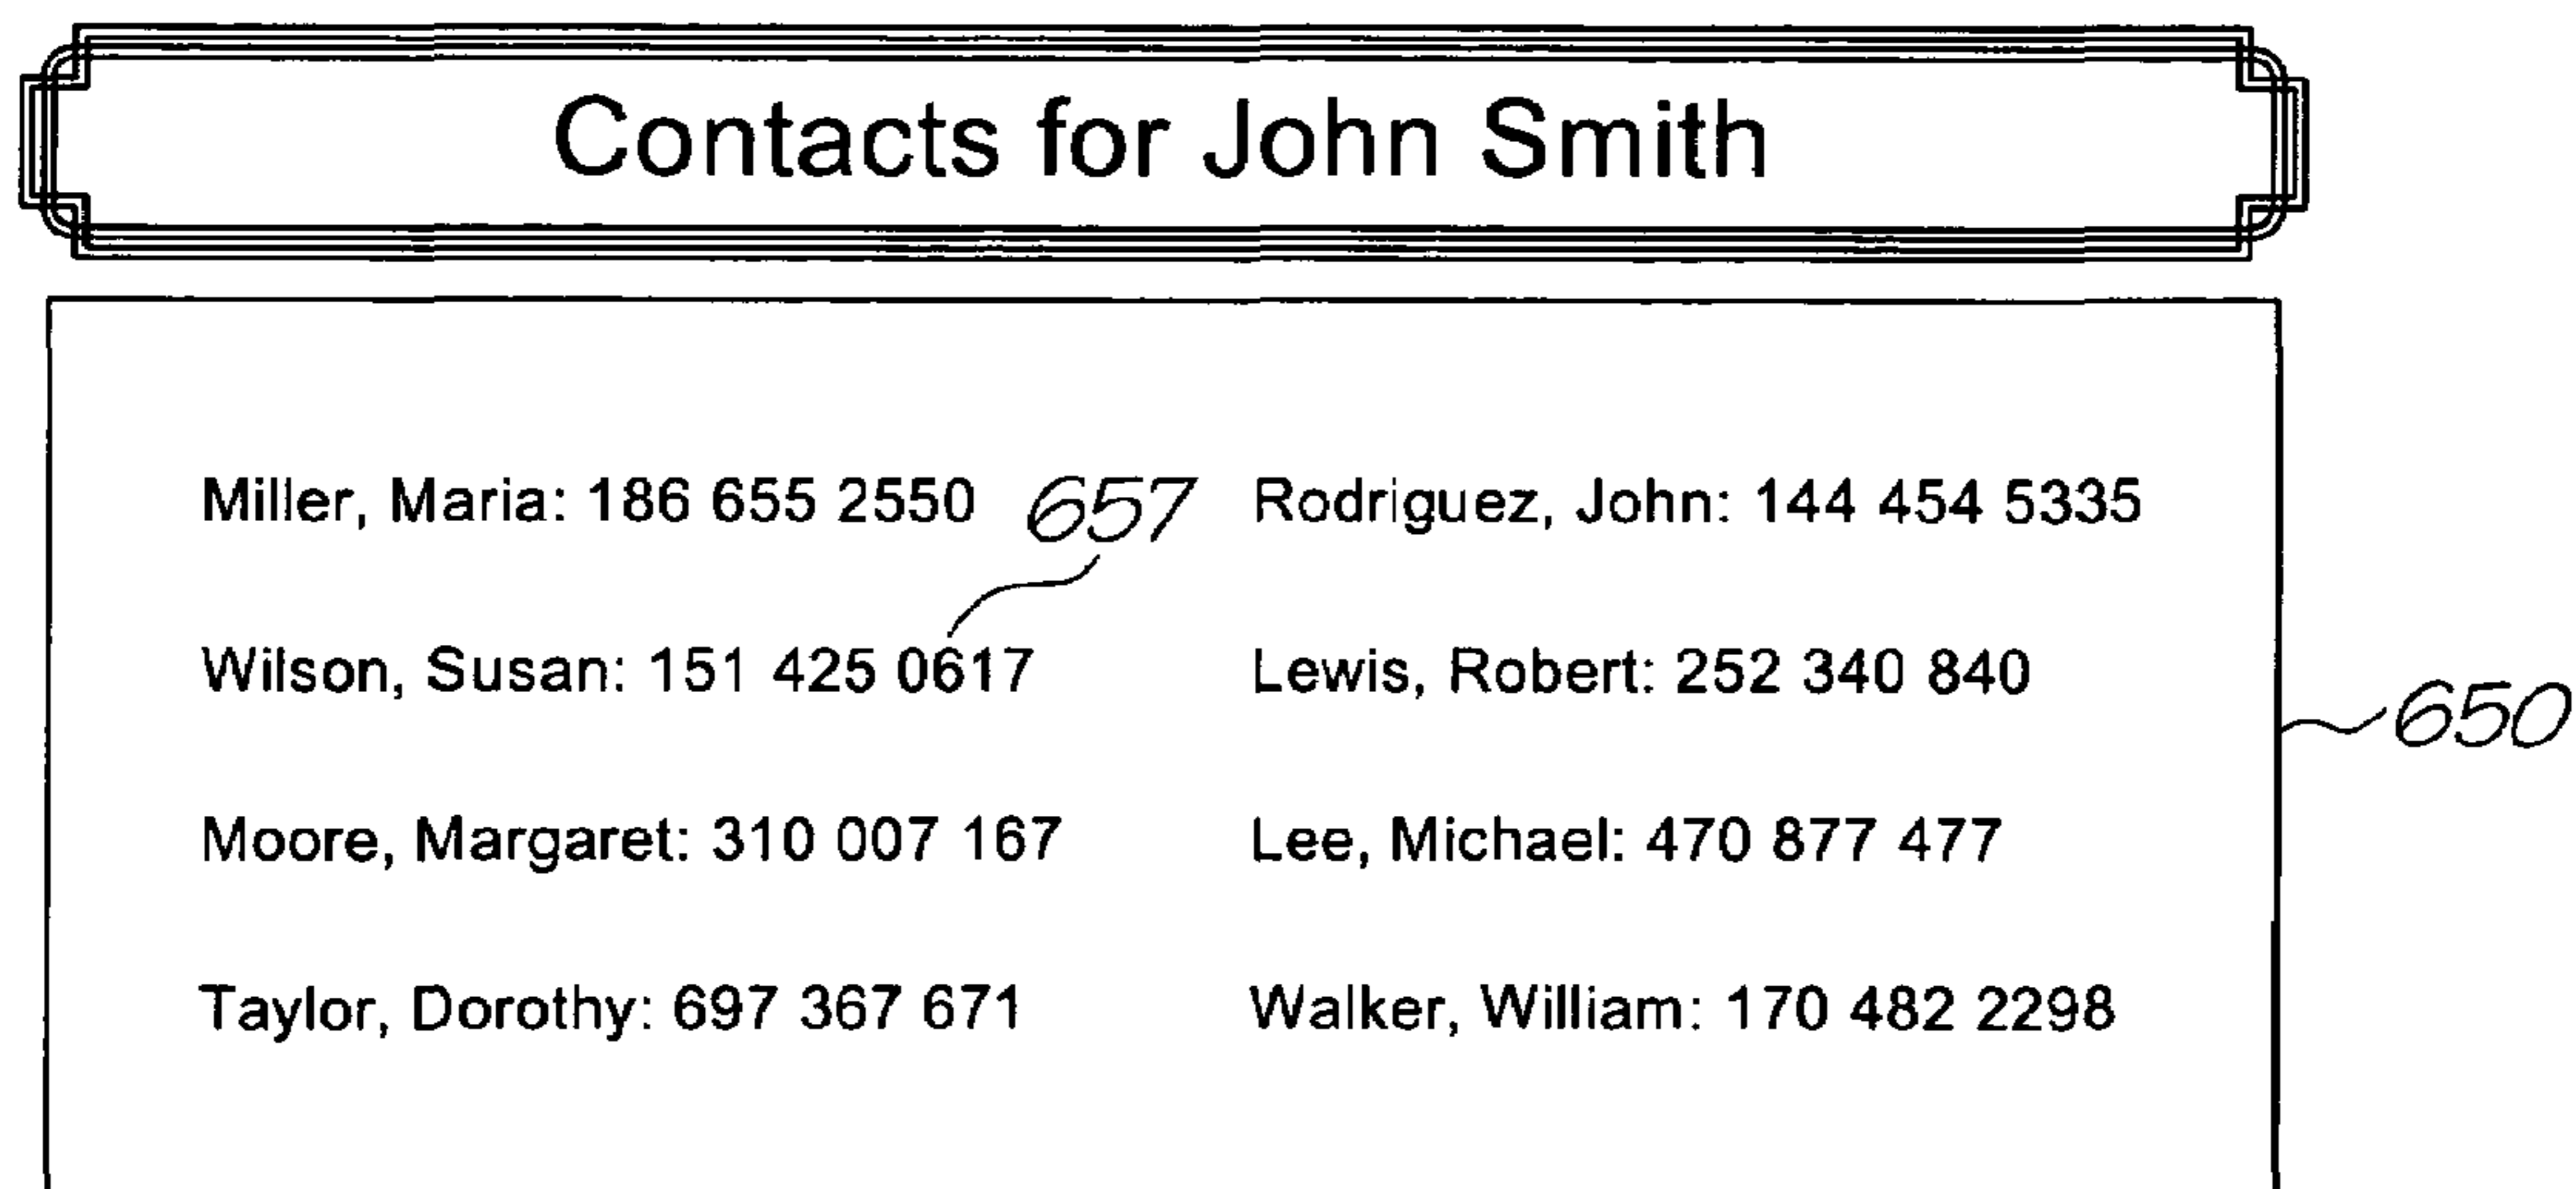 Contacts for John Smith
Miller, Maria: 186 655 2550
657
Rodriguez, John: 144 454 5335
Wilson, Susan: 151 425 0617
Lewis, Robert: 252 340 840
650
Moore, Margaret: 310 007 167
Lee, Michael: 470 877 477
Taylor, Dorothy: 697 367 671
Walker, William: 170 482 2298